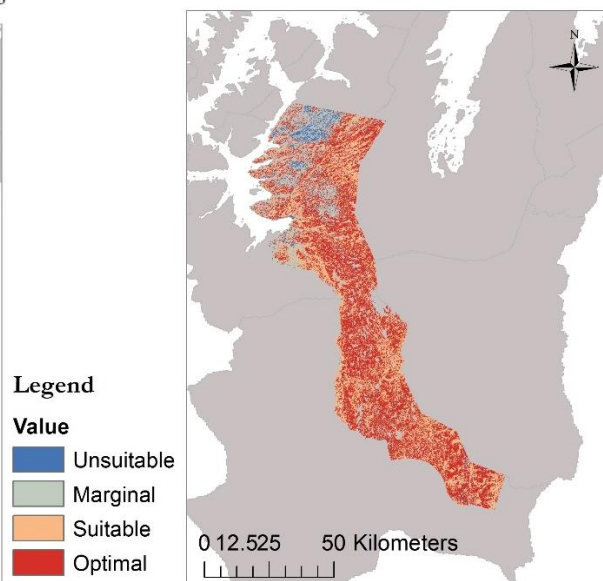 N
Legend
Value
Unsuitable
Marginal
Suitable
Optimal
0 12.525 50 Kilometers